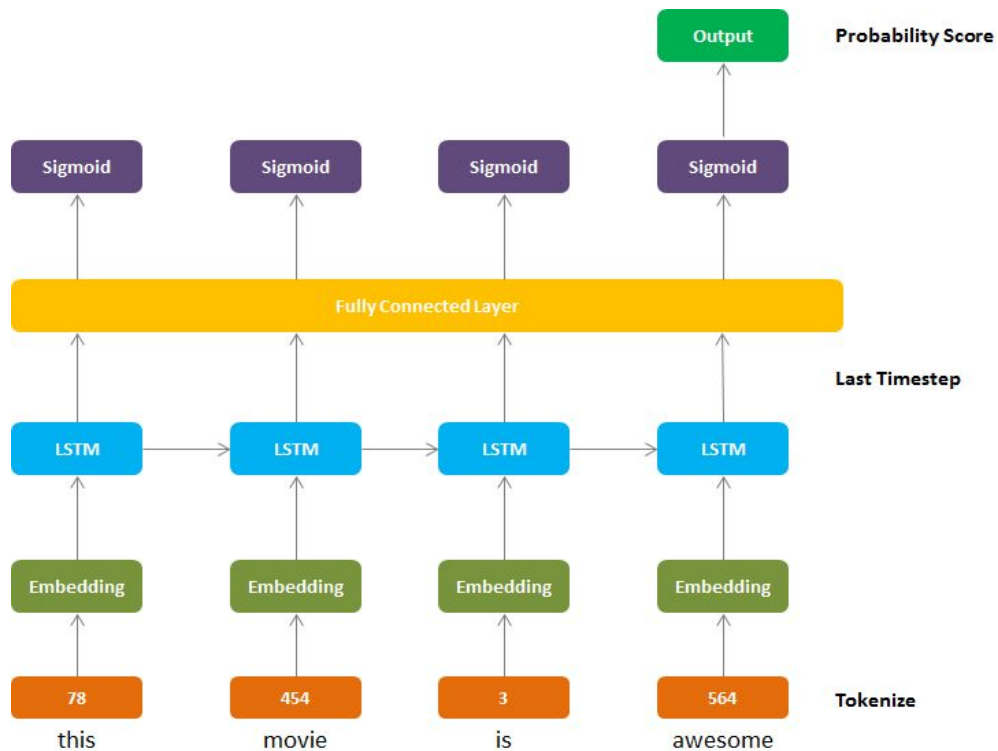 Output Probability Score
Sigmoid Sigmoid Sigmoid Sigmoid
Fully Connected Layer
Last Timestep
LSTM LSTM LSTM LSTM
Embedding Embedding Embedding Embedding
78 454 3 564 Tokenize
this movie is awesome